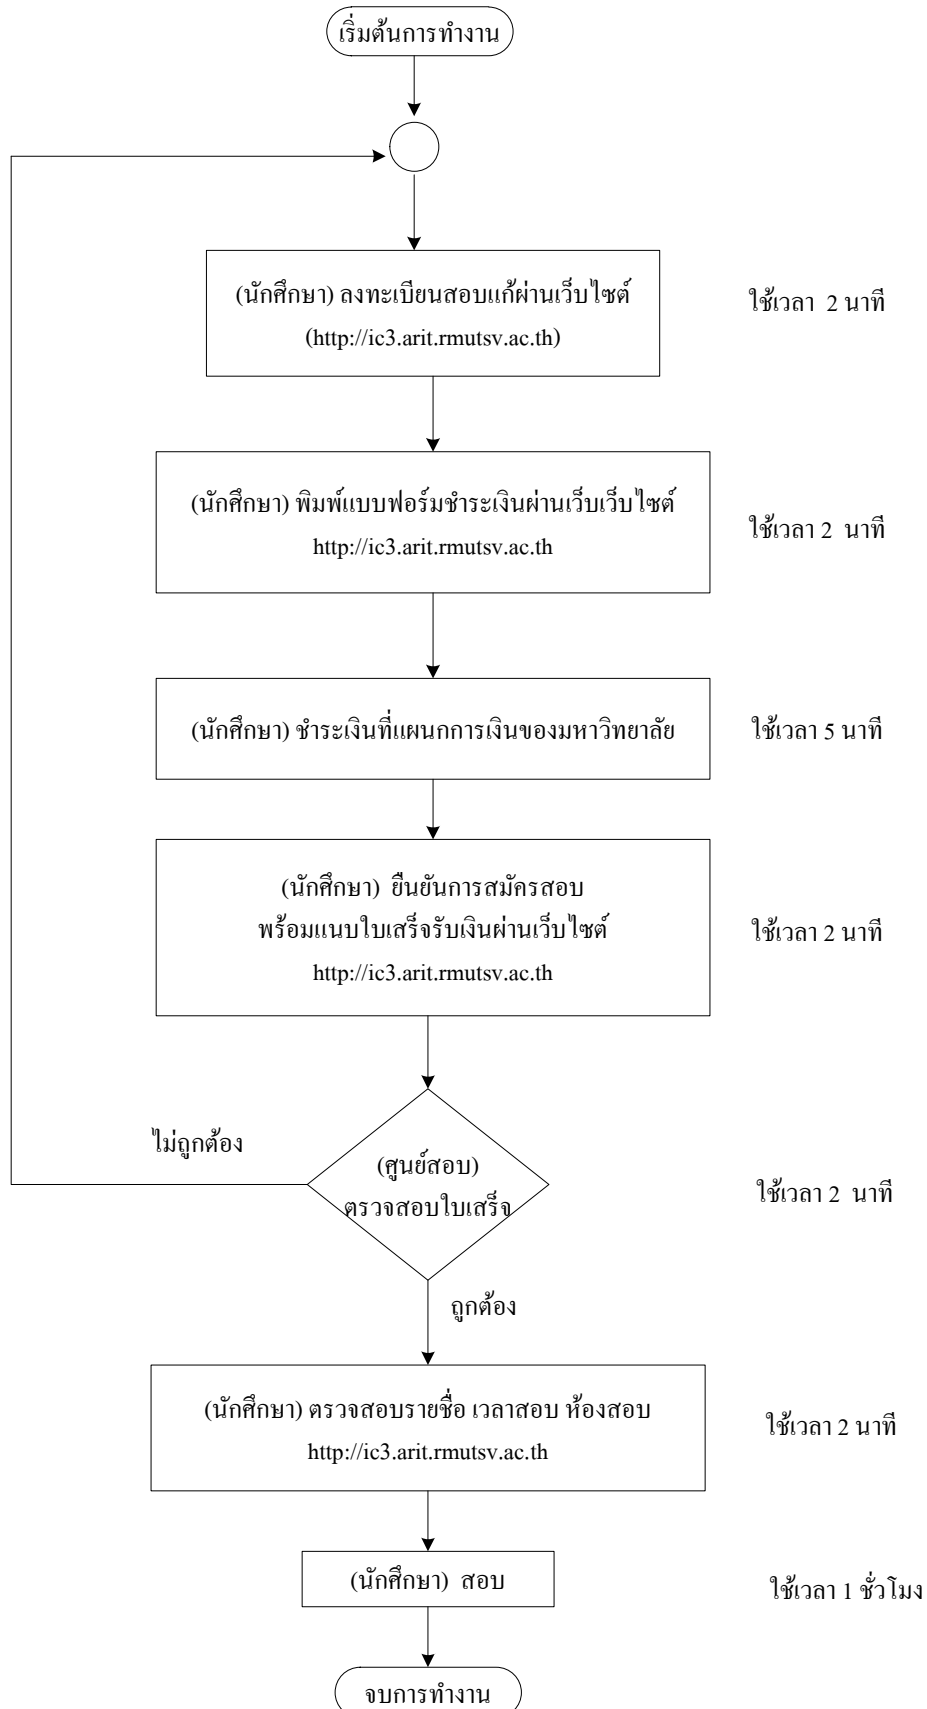 เริ่มต้นการทำงาน
(นักศึกษา) ลงทะเบียนสอบแก้ผ่านเว็บไซต์
(http://ic3.arit.rmutsv.ac.th)
ใช้เวลา 2 นาที
(นักศึกษา) พิมพ์แบบฟอร์มชำระเงินผ่านเว็บเว็บไซต์
http://ic3.arit.rmutsv.ac.th
ใช้เวลา 2 นาที
(นักศึกษา) ชำระเงินที่แผนกการเงินของมหาวิทยาลัย
ใช้เวลา 5 นาที
(นักศึกษา) ยืนยันการสมัครสอบ
พร้อมแนบใบเสร็จรับเงินผ่านเว็บไซต์
http://ic3.arit.rmutsv.ac.th
ใช้เวลา 2 นาที
ไม่ถูกต้อง
(ศูนย์สอบ)
ตรวจสอบใบเสร็จ
ใช้เวลา 2 นาที
ถูกต้อง
(นักศึกษา) ตรวจสอบรายชื่อ เวลาสอบ ห้องสอบ
http://ic3.arit.rmutsv.ac.th
ใช้เวลา 2 นาที
(นักศึกษา) สอบ
ใช้เวลา 1 ชั่วโมง
จบการทำงาน